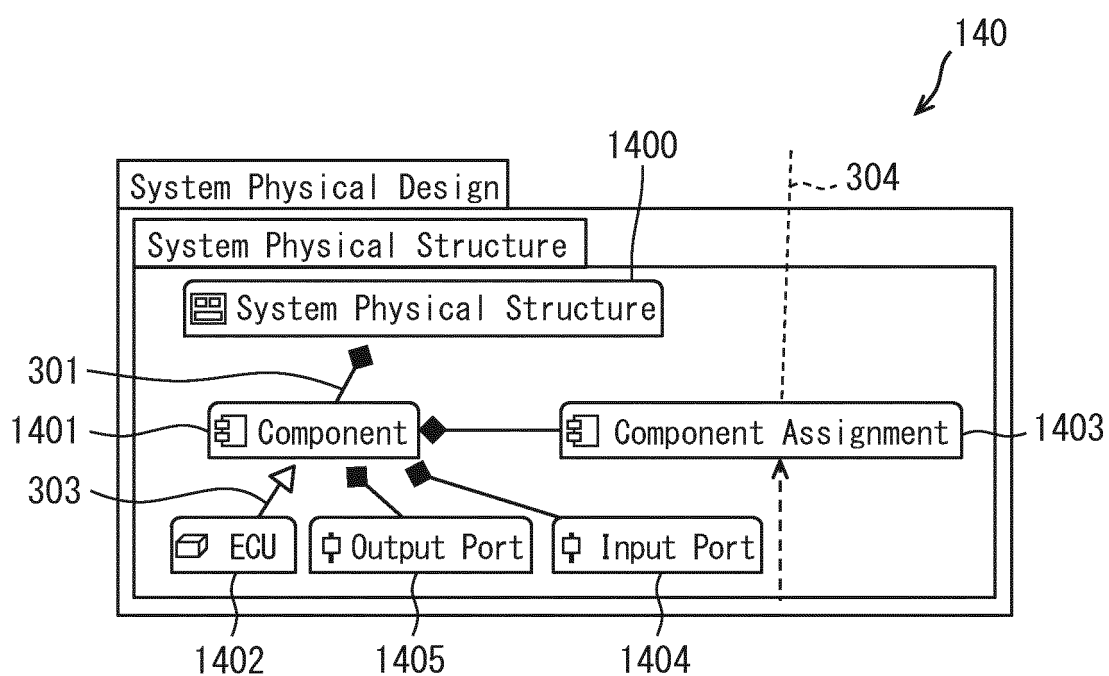 140
1400
304
System Physical Design
System Physical Structure
System Physical Structure
301
1401
Component
Component Assignment
1403
303
ECU
Output Port
Input Port
1402
1405
1404